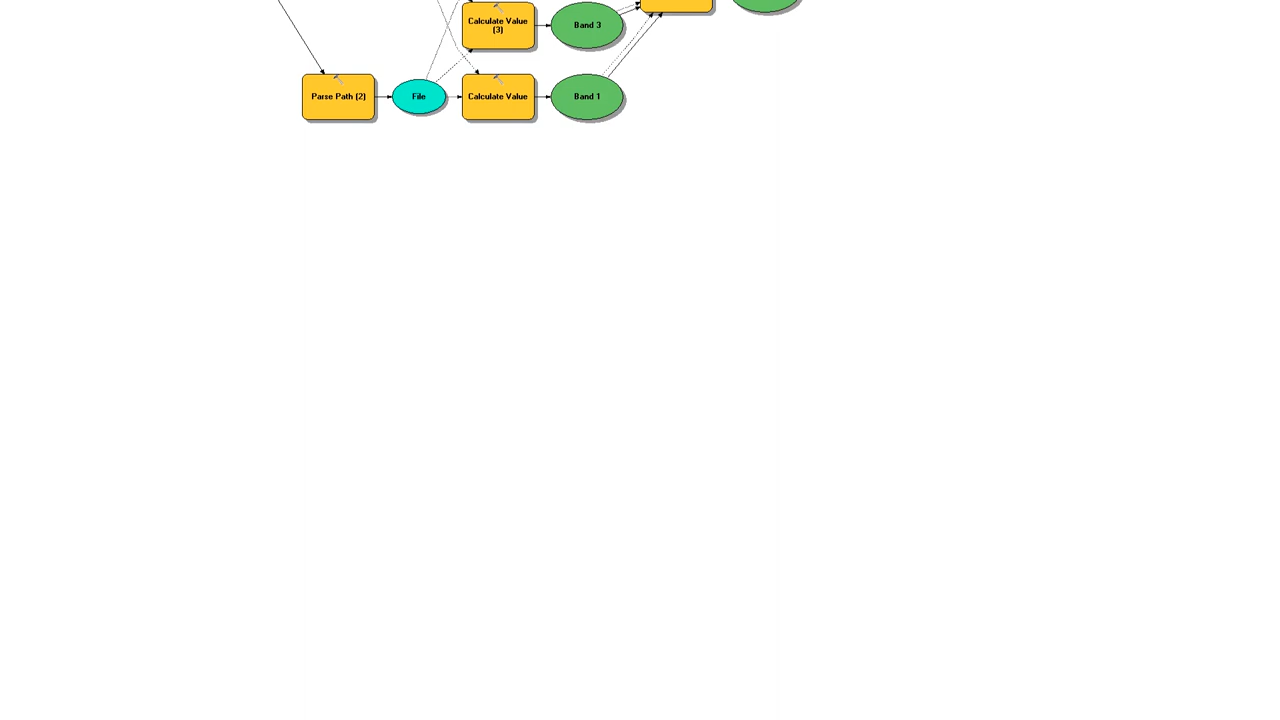 Calculate Value
(3)
Band 3
Parse Path (2)
File
Calculate Value
Band 1